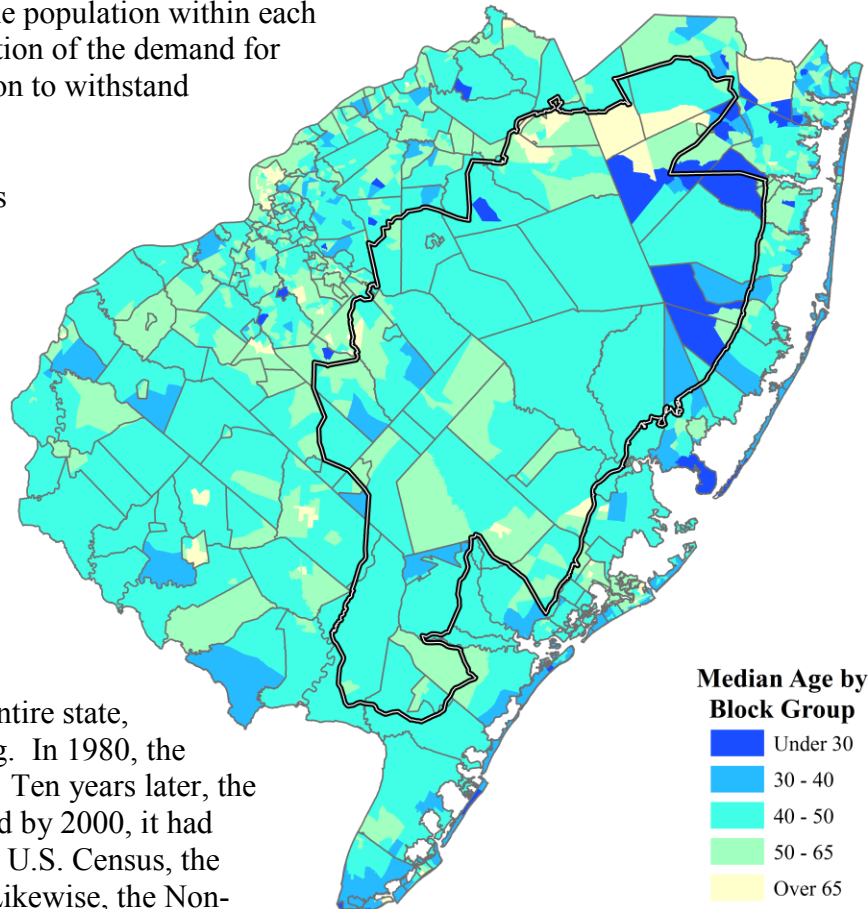 e population within each
tion of the demand for
on to withstand
s
ntire state,
g. In 1980, the
Ten years later, the
d by 2000, it had
U.S. Census, the
Likewise, the Non-
Median Age by
Block Group
Under 30
30 - 40
40 - 50
50 - 65
Over 65